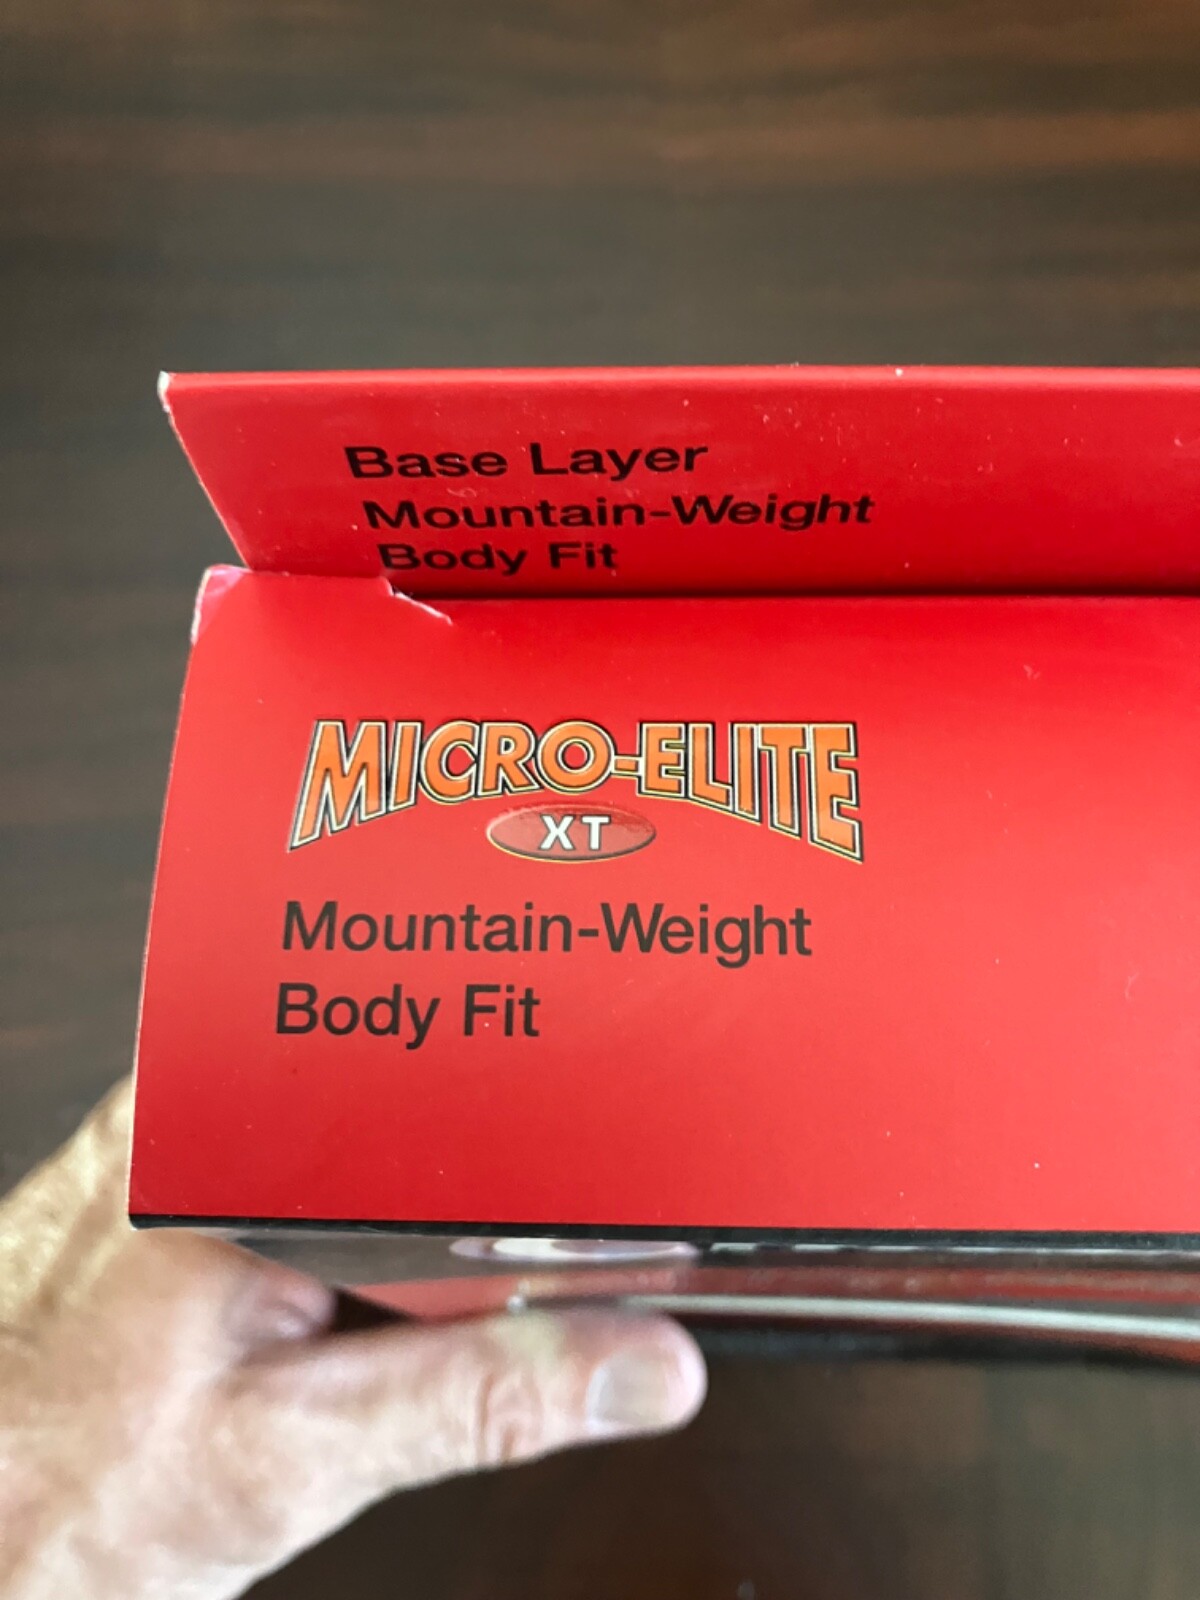 Base Layer
Mountain-Weight
Body Fit
MICRO-ELITE
XT
Mountain-Weight
Body Fit